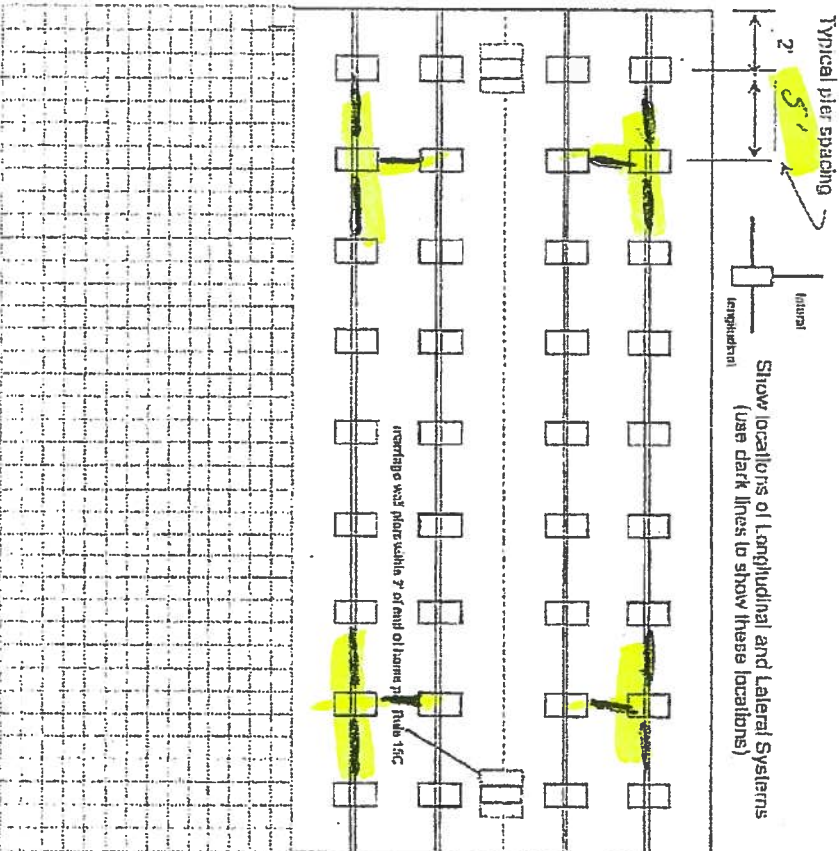 Typical pier spacing
2'
5'
lateral
longitudinal
Show locations of Longitudinal and Lateral Systems
(use dark lines to show these locations)
marriage wall piers within 2' of end of home per Rule 15C